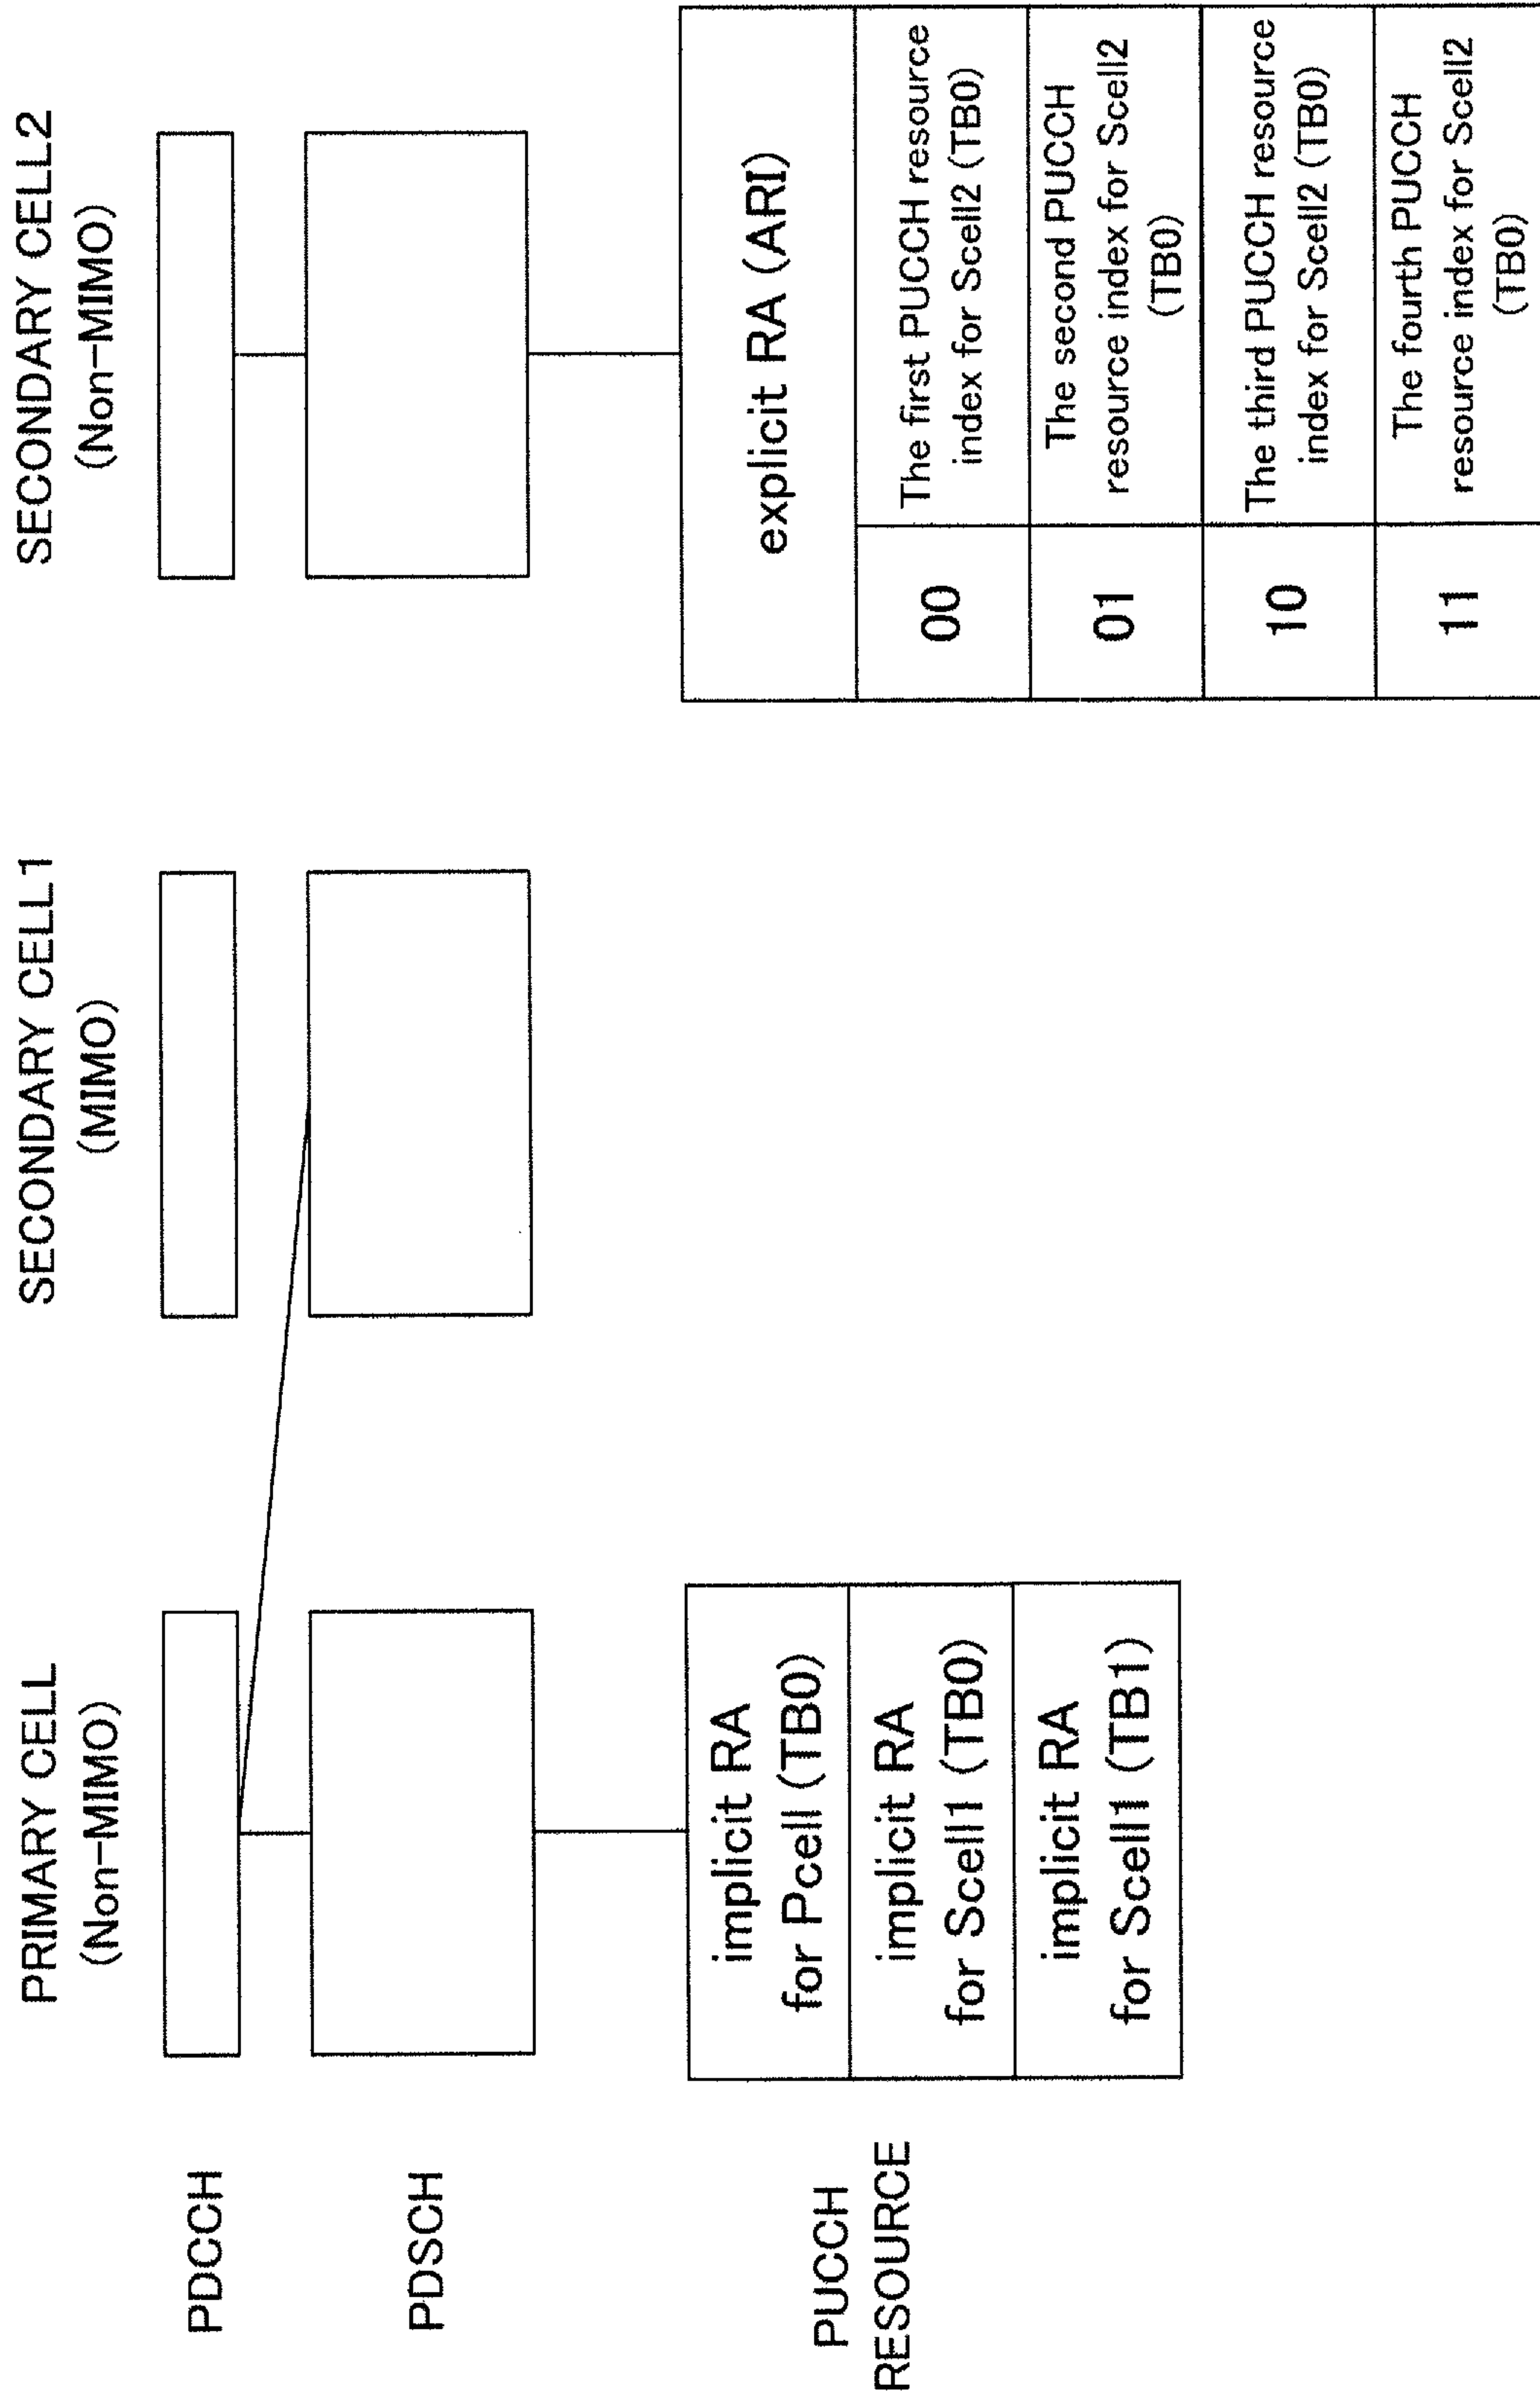 PRIMARY CELL
(Non-MIMO)
SECONDARY CELL1
(MIMO)
SECONDARY CELL2
(Non-MIMO)
PDCCH
PDSCH
PUCCH
RESOURCE
implicit RA
for Pcell (TB0)
implicit RA
for Scell1 (TB0)
implicit RA
for Scell1 (TB1)
explicit RA (ARI)
00
The first PUCCH resource
index for Scell2 (TB0)
01
The second PUCCH
resource index for Scell2
(TB0)
10
The third PUCCH resource
index for Scell2 (TB0)
11
The fourth PUCCH
resource index for Scell2
(TB0)